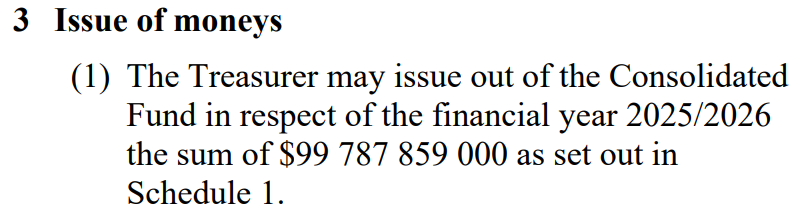 3 Issue of moneys
(1) The Treasurer may issue out of the Consolidated
Fund in respect of the financial year 2025/2026
the sum of $99 787 859 000 as set out in
Schedule 1.